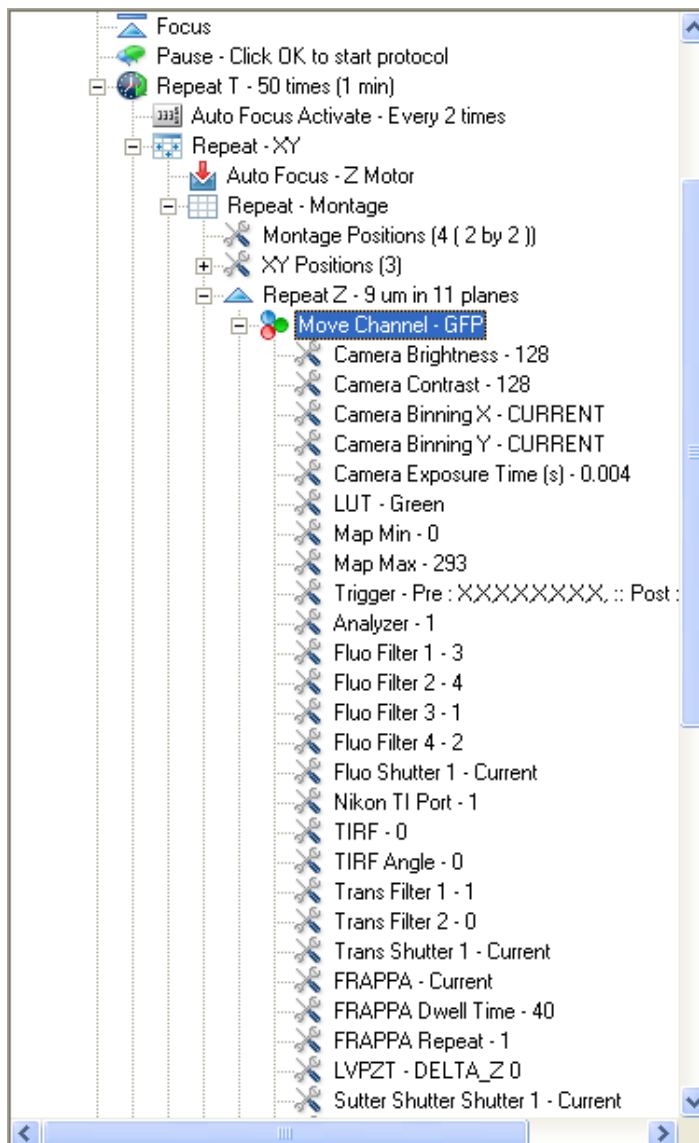 Focus
Pause - Click OK to start protocol
Repeat T - 50 times (1 min)
Auto Focus Activate - Every 2 times
Repeat - XY
Auto Focus - Z Motor
Repeat - Montage
Montage Positions (4 ( 2 by 2 ))
XY Positions (3)
Repeat Z - 9 um in 11 planes
Move Channel - GFP
Camera Brightness - 128
Camera Contrast - 128
Camera Binning X - CURRENT
Camera Binning Y - CURRENT
Camera Exposure Time (s) - 0.004
LUT - Green
Map Min - 0
Map Max - 293
Trigger - Pre : XXXXXXXX, :: Post :
Analyzer - 1
Fluo Filter 1 - 3
Fluo Filter 2 - 4
Fluo Filter 3 - 1
Fluo Filter 4 - 2
Fluo Shutter 1 - Current
Nikon TI Port - 1
TIRF - 0
TIRF Angle - 0
Trans Filter 1 - 1
Trans Filter 2 - 0
Trans Shutter 1 - Current
FRAPPA - Current
FRAPPA Dwell Time - 40
FRAPPA Repeat - 1
LVPZT - DELTA_Z 0
Sutter Shutter Shutter 1 - Current